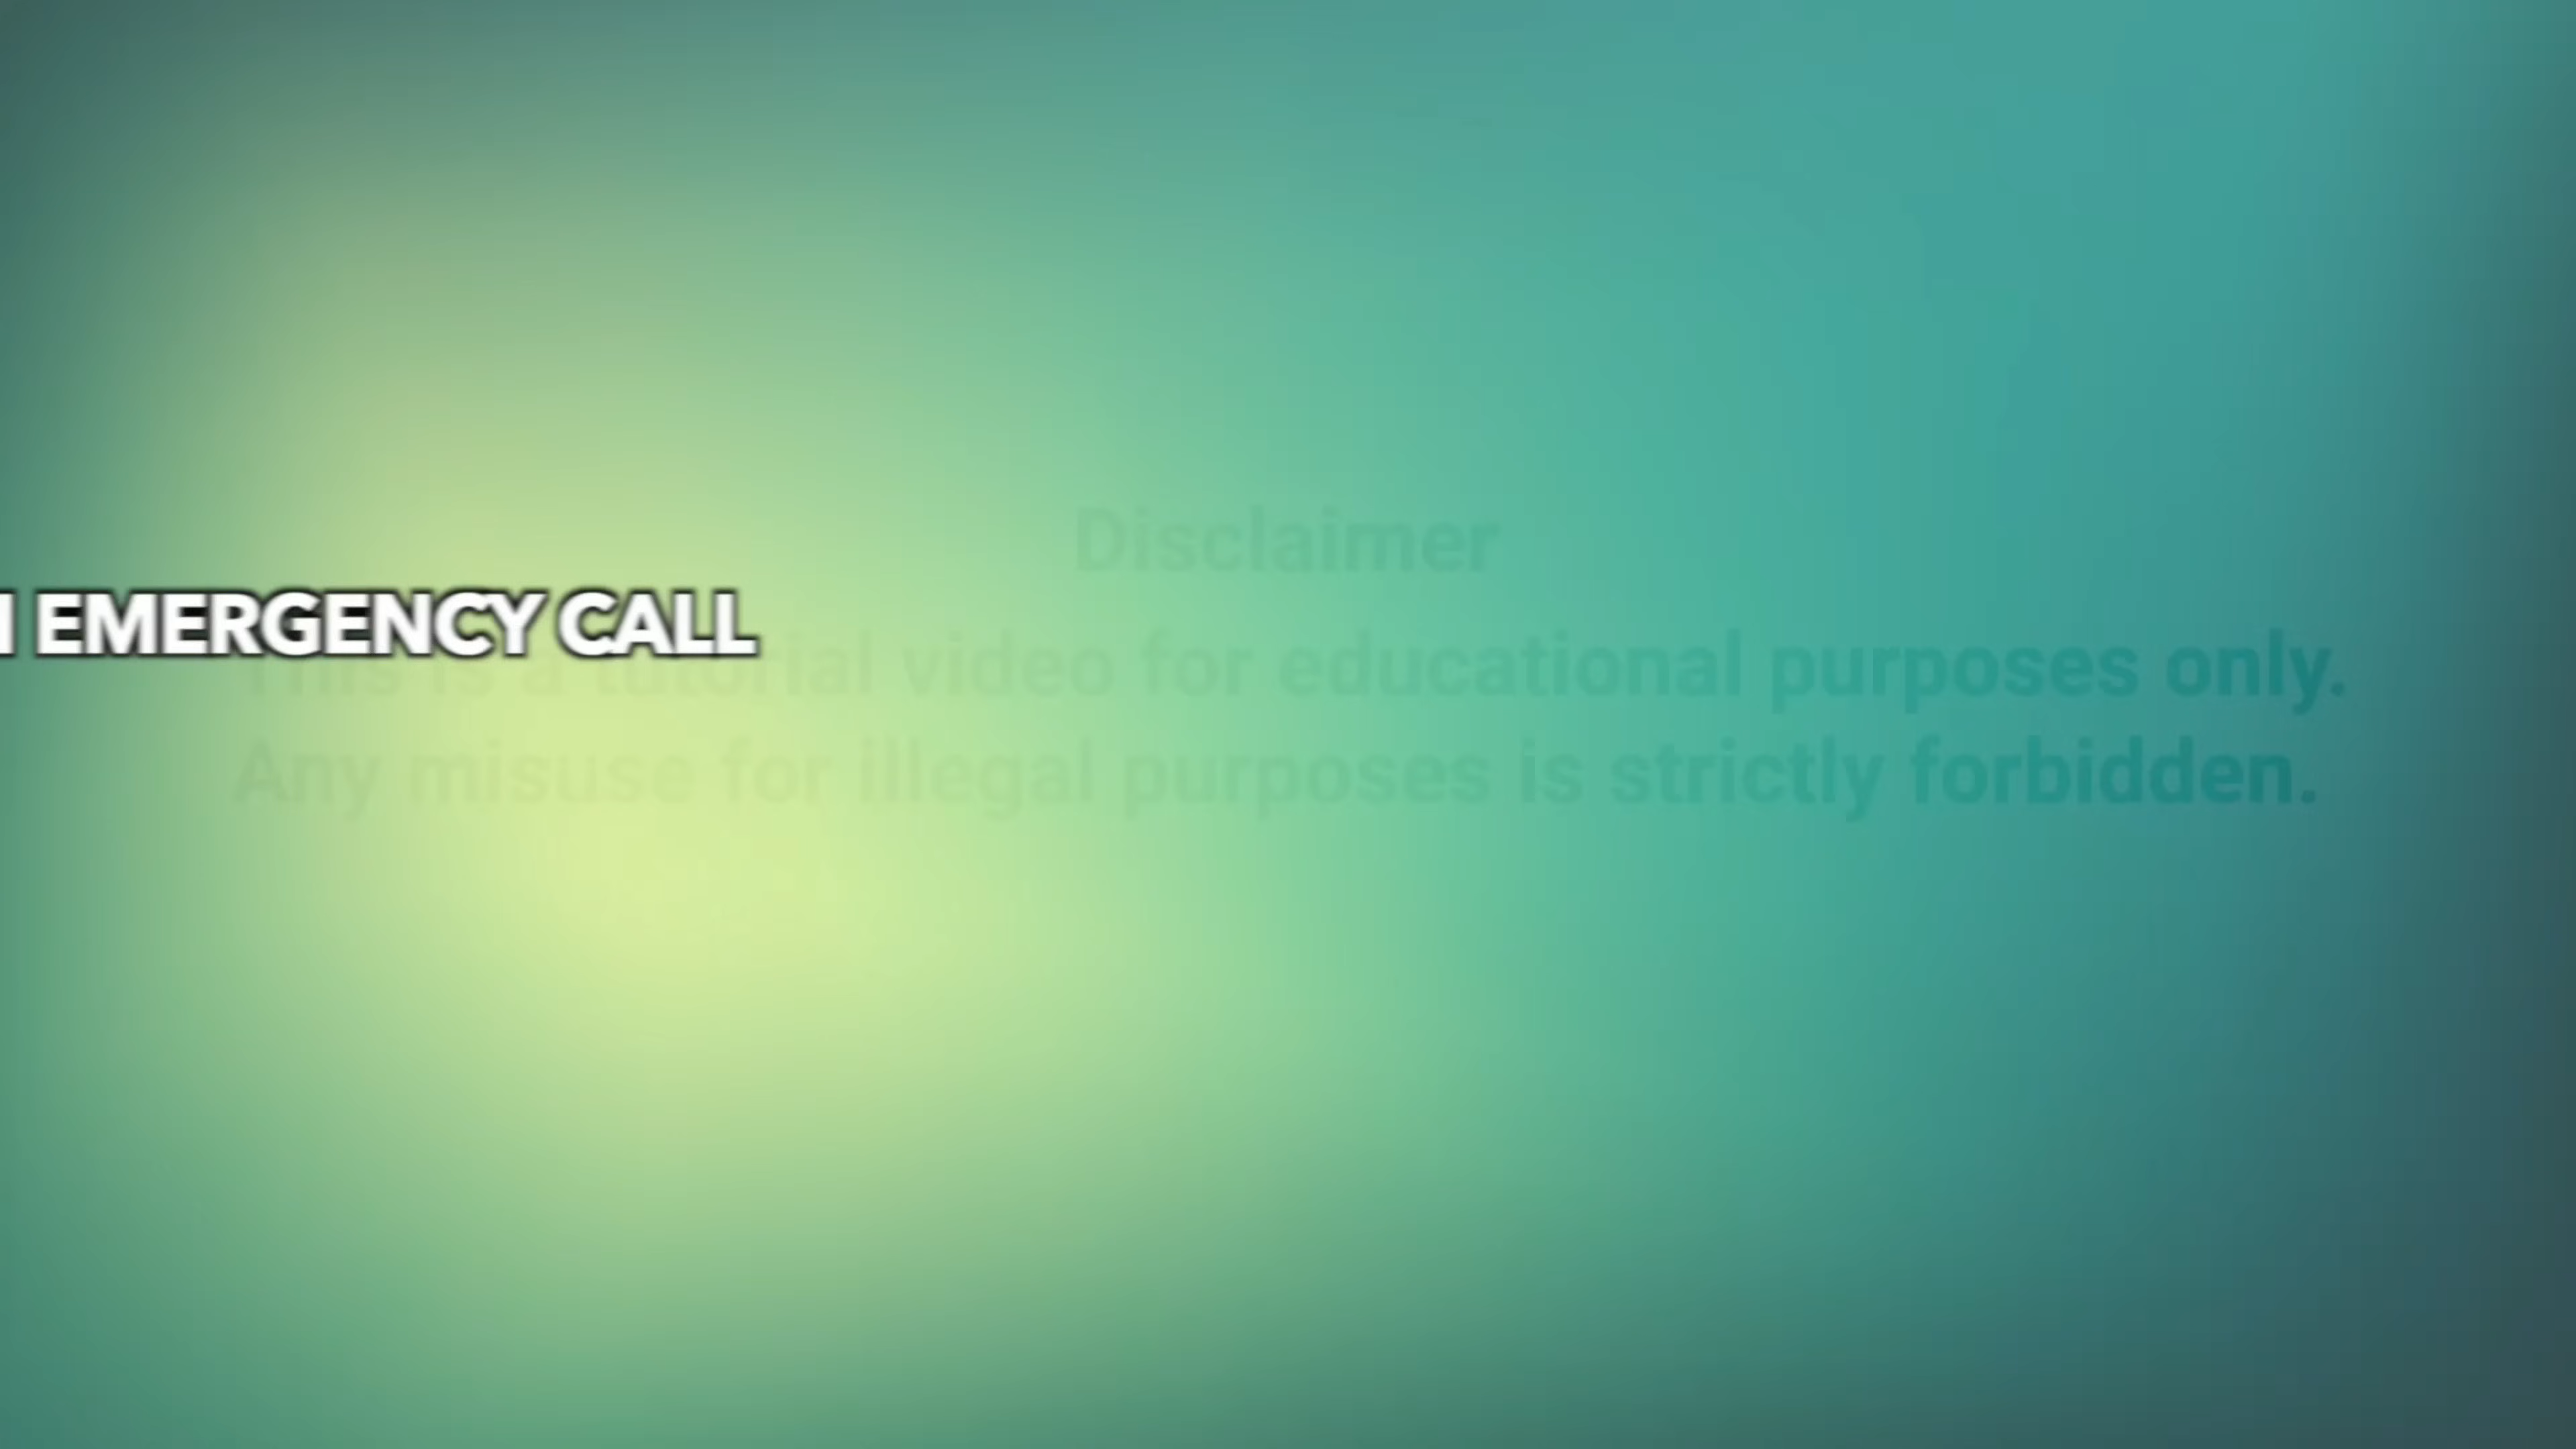 Disclaimer
EMERGENCY CALL
This is a tutorial video for educational purposes only.
Any misuse for illegal purposes is strictly forbidden.